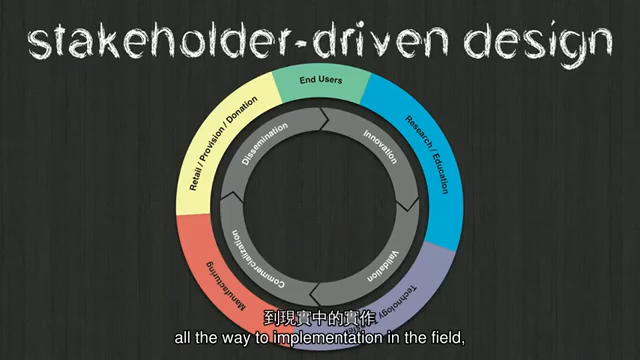 stakeholder-driven design
End Users
Research / Education
Technology
Manufacturing
Retail / Provision / Donation
Innovation
Validation
Commercialization
Dissemination
到現實中的實作
all the way to implementation in the field,